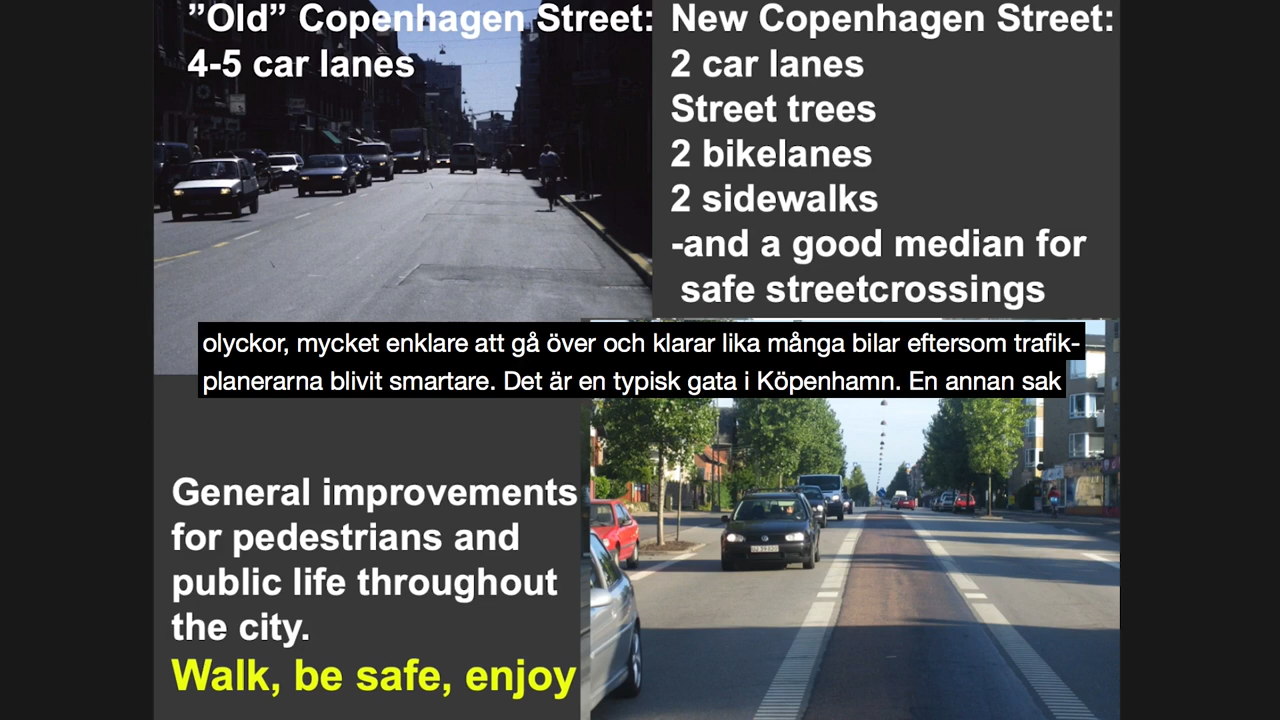 ”Old” Copenhagen Street:
4-5 car lanes
New Copenhagen Street:
2 car lanes
Street trees
2 bikelanes
2 sidewalks
-and a good median for
safe streetcrossings
olyckor, mycket enklare att gå över och klarar lika många bilar eftersom trafik-
planerarna blivit smartare. Det är en typisk gata i Köpenhamn. En annan sak
General improvements
for pedestrians and
public life throughout
the city.
Walk, be safe, enjoy